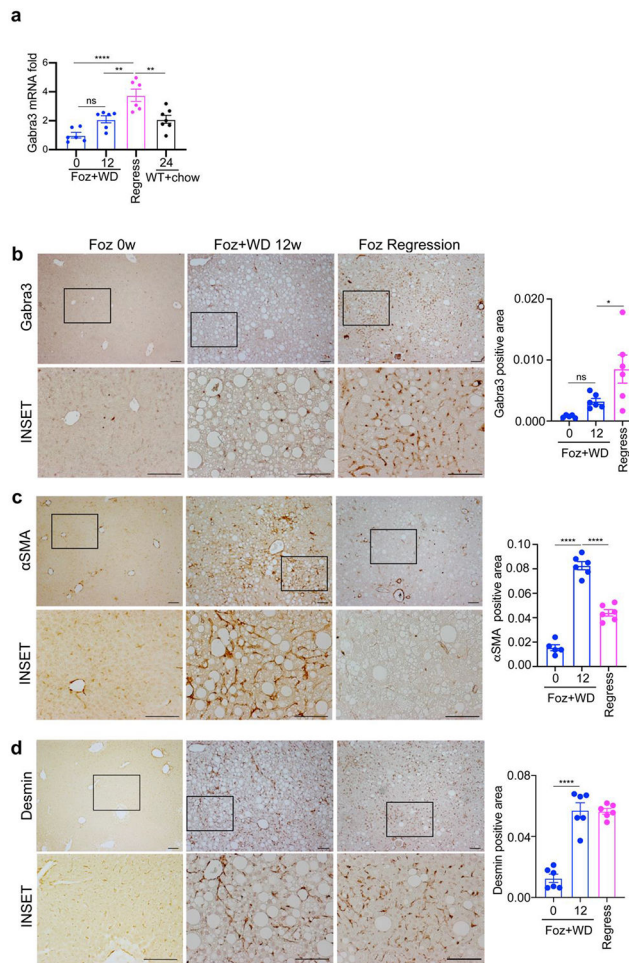 a
Gabra3 mRNA fold
6
4
2
0
****
** **
ns
0 12 Regress 24
Foz+WD WT+chow
b
Foz 0w Foz+WD 12w Foz Regression
Gabra3
INSET
Gabra3 positive area
0.020
0.010
0.000
*
ns
0 12 Regress
Foz+WD
c
αSMA
INSET
αSMA positive area
0.10
0.08
0.06
0.04
0.02
0.00
**** ****
0 12 Regress
Foz+WD
d
Desmin
INSET
Desmin positive area
0.08
0.04
0.00
****
0 12 Regress
Foz+WD